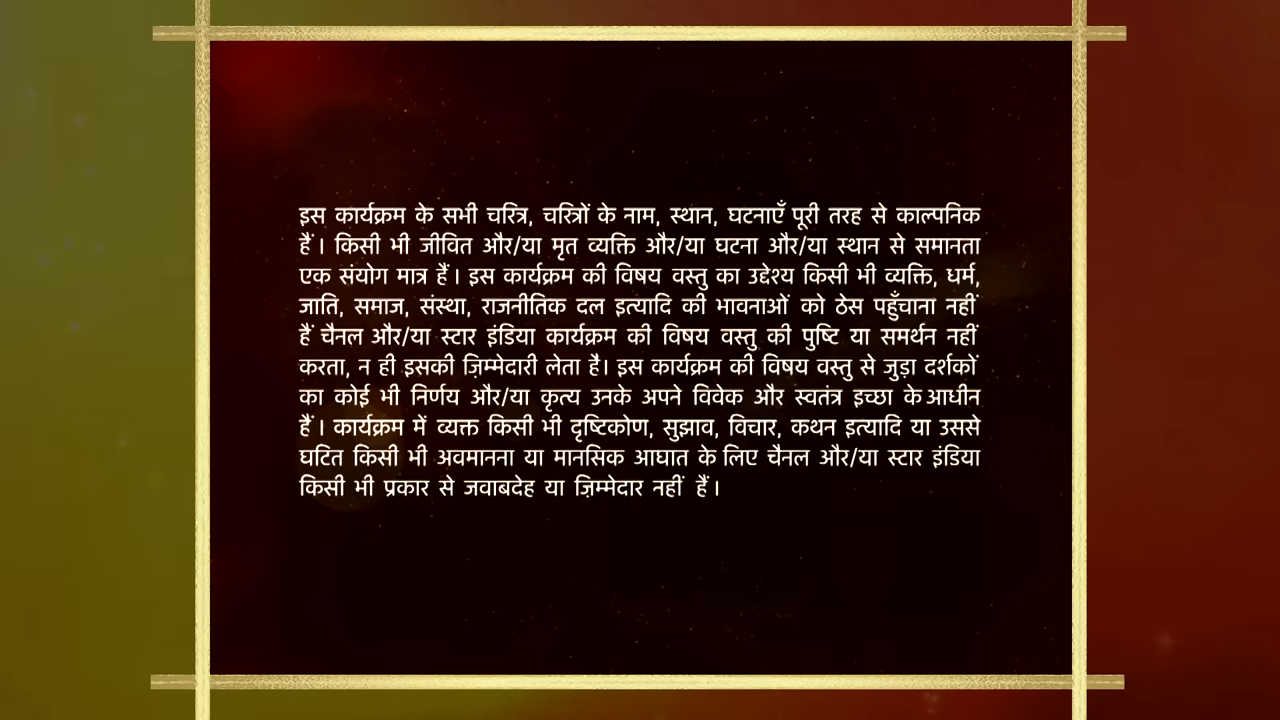 इस कार्यक्रम के सभी चरित्र, चरित्रों के नाम, स्थान, घटनाएँ पूरी तरह से काल्पनिक
हैं । किसी भी जीवित और/या मृत व्यक्ति और/या घटना और/या स्थान से समानता
एक संयोग मात्र हैं । इस कार्यक्रम की विषय वस्तु का उद्देश्य किसी भी व्यक्ति, धर्म,
जाति, समाज, संस्था, राजनीतिक दल इत्यादि की भावनाओं को ठेस पहुँचाना नहीं
हैं चैनल और/या स्टार इंडिया कार्यक्रम की विषय वस्तु की पुष्टि या समर्थन नहीं
करता, न ही इसकी ज़िम्मेदारी लेता है। इस कार्यक्रम की विषय वस्तु से जुड़ा दर्शकों
का कोई भी निर्णय और/या कृत्य उनके अपने विवेक और स्वतंत्र इच्छा के आधीन
हैं । कार्यक्रम में व्यक्त किसी भी दृष्टिकोण, सुझाव, विचार, कथन इत्यादि या उससे
घटित किसी भी अवमानना या मानसिक आघात के लिए चैनल और/या स्टार इंडिया
किसी भी प्रकार से जवाबदेह या ज़िम्मेदार नहीं हैं ।